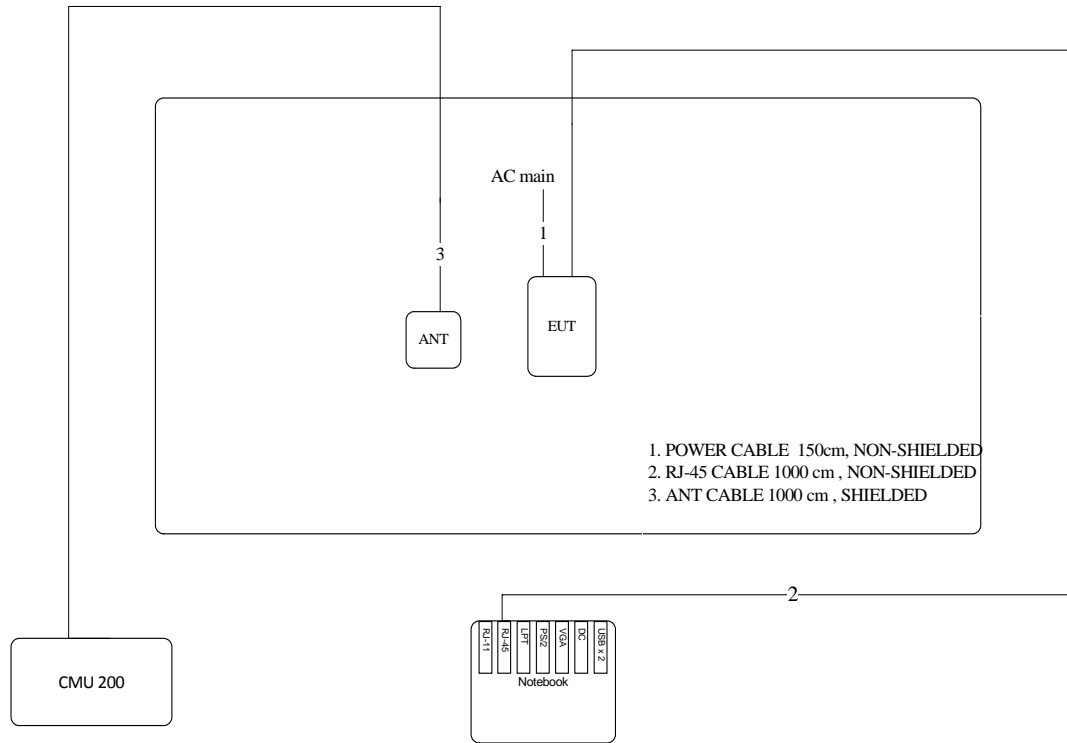 AC main
1
3
ANT
EUT
1. POWER CABLE 150cm, NON-SHIELDED
2. RJ-45 CABLE 1000 cm , NON-SHIELDED
3. ANT CABLE 1000 cm , SHIELDED
2
RJ-11
RJ-45
LPT
PS/2
VGA
DC
USB x 2
Notebook
CMU 200